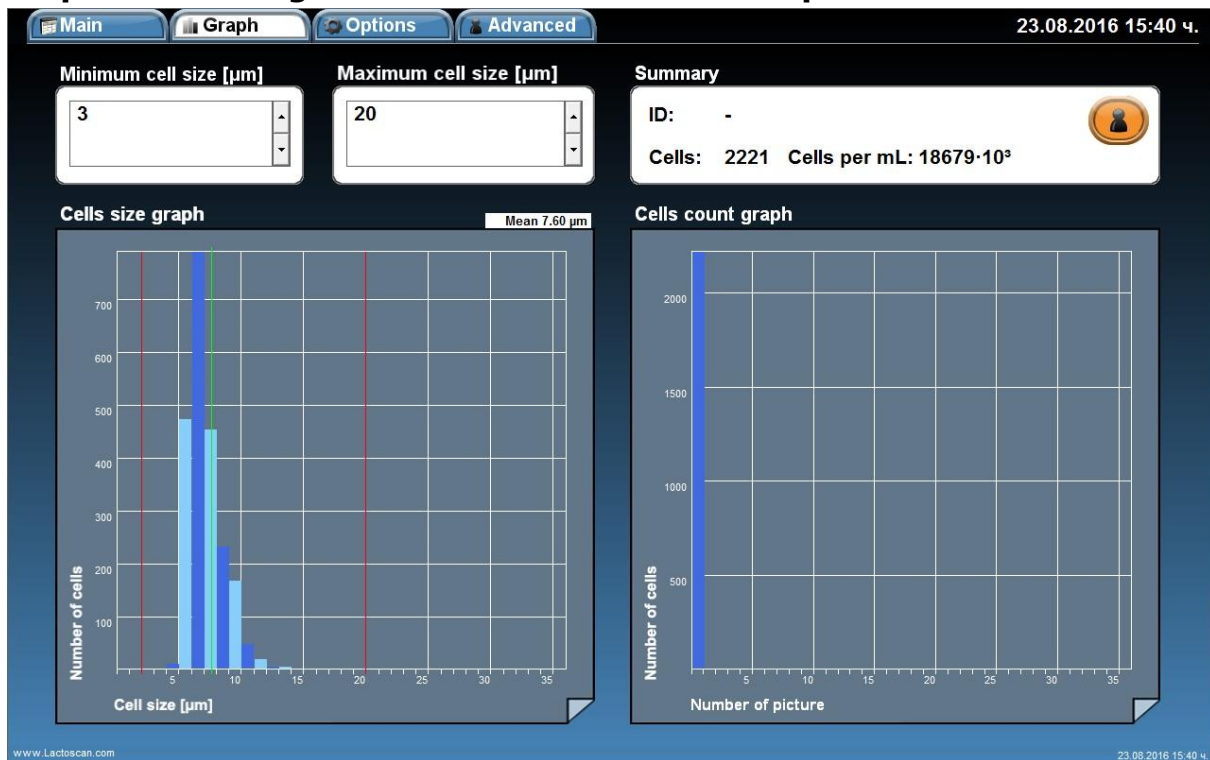 Main Graph Options Advanced 23.08.2016 15:40 ч.
Minimum cell size [µm] Maximum cell size [µm] Summary
3 20 ID: -
Cells: 2221 Cells per mL: 18679·10³
Cells size graph Mean 7.60 µm
700
600
500
400
300
200
100
Number of cells
5 10 15 20 25 30 35
Cell size [µm]
Cells count graph
2000
1500
1000
500
Number of cells
5 10 15 20 25 30 35
Number of picture
www.Lactoscan.com 23.08.2016 15:40 ч.